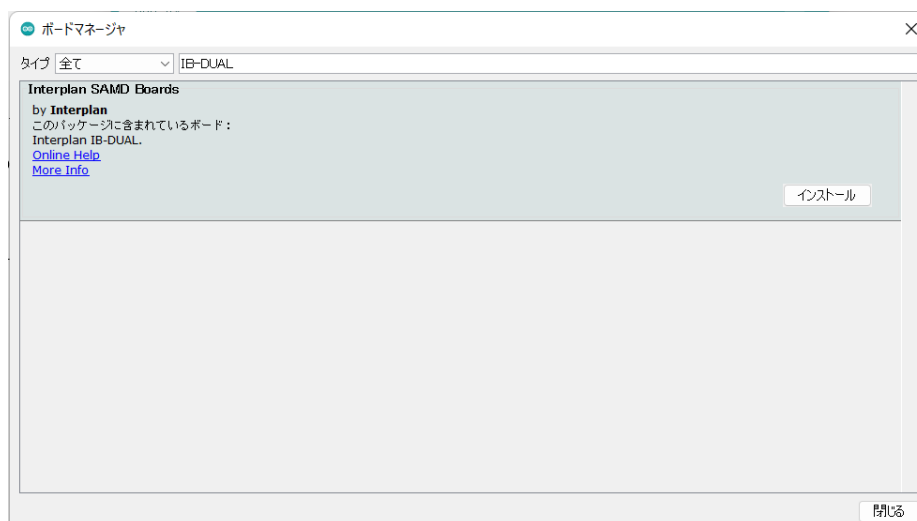 ボードマネージャ
タイプ 全て IB-DUAL
Interplan SAMD Boards
by Interplan
このパッケージに含まれているボード：
Interplan IB-DUAL.
Online Help
More Info
インストール
閉じる